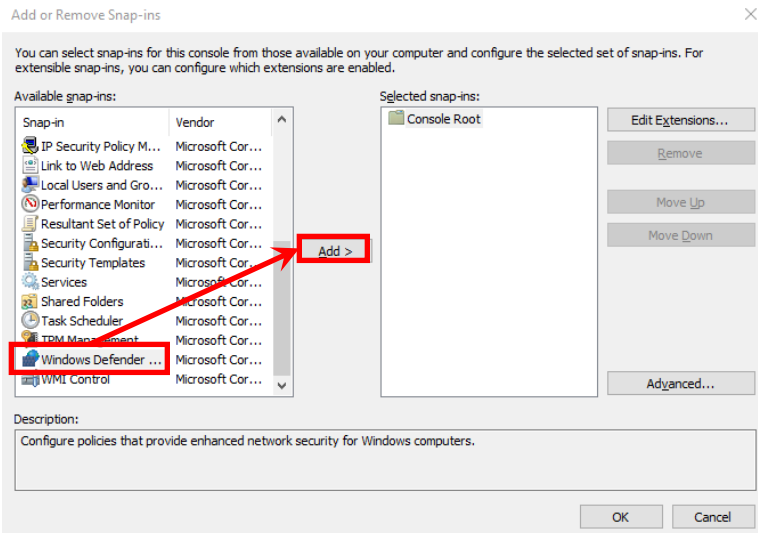 Add or Remove Snap-ins
You can select snap-ins for this console from those available on your computer and configure the selected set of snap-ins. For
extensible snap-ins, you can configure which extensions are enabled.
Available snap-ins:
Selected snap-ins:
Snap-in Vendor
Console Root
Edit Extensions...
IP Security Policy M... Microsoft Cor...
Link to Web Address Microsoft Cor...
Remove
Local Users and Gro... Microsoft Cor...
Performance Monitor Microsoft Cor...
Move Up
Resultant Set of Policy Microsoft Cor...
Move Down
Security Configurati... Microsoft Cor...
Add >
Security Templates Microsoft Cor...
Services Microsoft Cor...
Shared Folders Microsoft Cor...
Task Scheduler Microsoft Cor...
TPM Management Microsoft Cor...
Windows Defender ... Microsoft Cor...
WMI Control Microsoft Cor...
Advanced...
Description:
Configure policies that provide enhanced network security for Windows computers.
OK Cancel